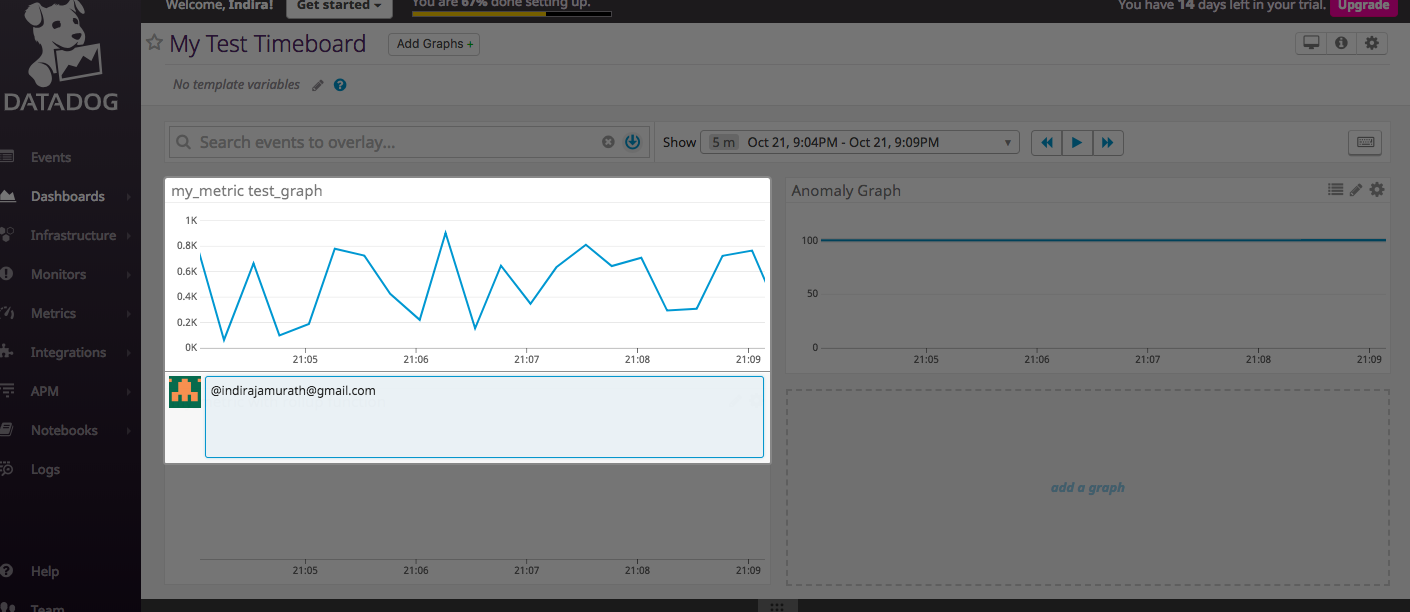 Welcome, Indira!
Get started
You are 67% done setting up.
You have 14 days left in your trial.
Upgrade
DATADOG
Events
Dashboards
Infrastructure
Monitors
Metrics
Integrations
APM
Notebooks
Logs
Help
Team
My Test Timeboard
Add Graphs +
No template variables
?
Search events to overlay...
Show
5 m Oct 21, 9:04PM - Oct 21, 9:09PM
my_metric test_graph
1K
0.8K
0.6K
0.4K
0.2K
0K
21:05 21:06 21:07 21:08 21:09
@indirajamurath@gmail.com
21:05 21:06 21:07 21:08 21:09
Anomaly Graph
100
50
0
21:05 21:06 21:07 21:08 21:09
add a graph